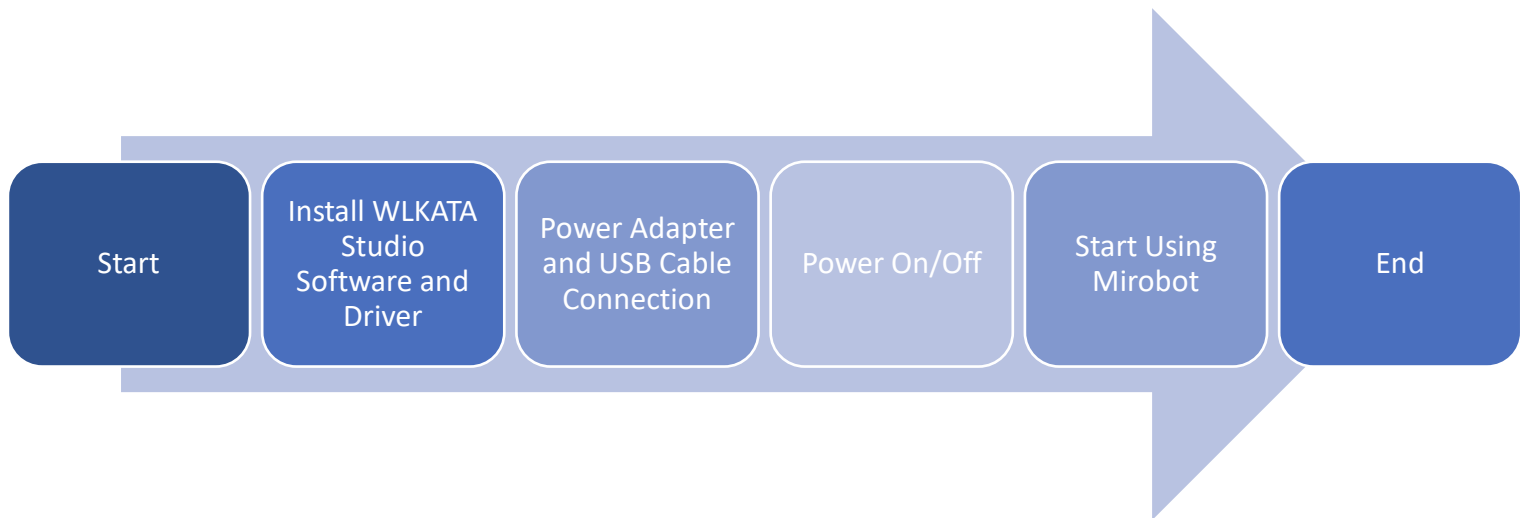 Start
Install WLKATA
Studio
Software and
Driver
Power Adapter
and USB Cable
Connection
Power On/Off
Start Using
Mirobot
End